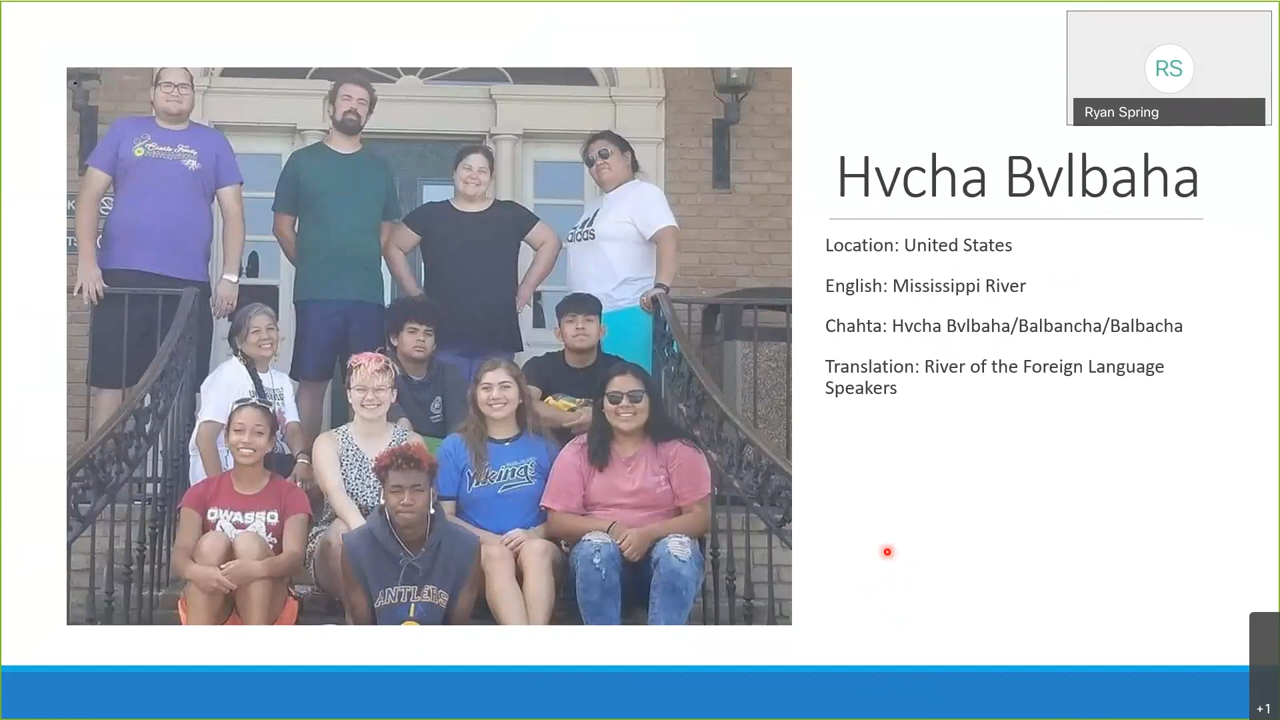 RS
Ryan Spring
Hvcha Bvlbaha
Location: United States
English: Mississippi River
Chahta: Hvcha Bvlbaha/Balbancha/Balbacha
Translation: River of the Foreign Language
Speakers
adidas
Vikings
OWASSO
ANTLERS
+1